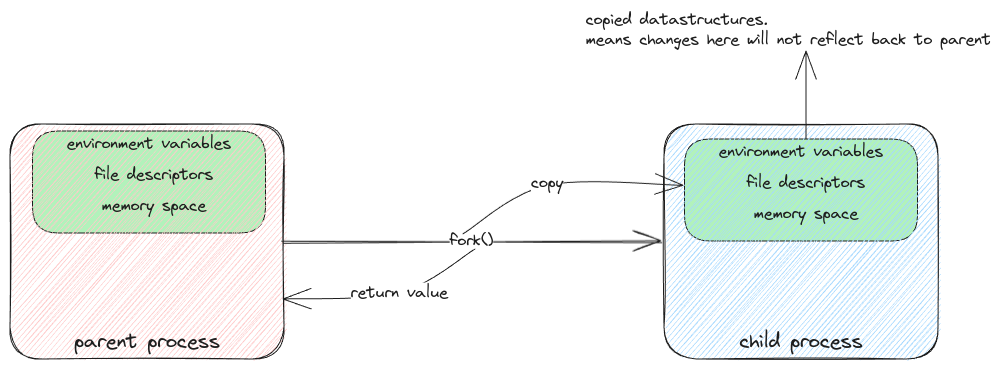 copied datastructures.
means changes here will not reflect back to parent
environment variables
file descriptors
memory space
parent process
copy
fork()
return value
environment variables
file descriptors
memory space
child process